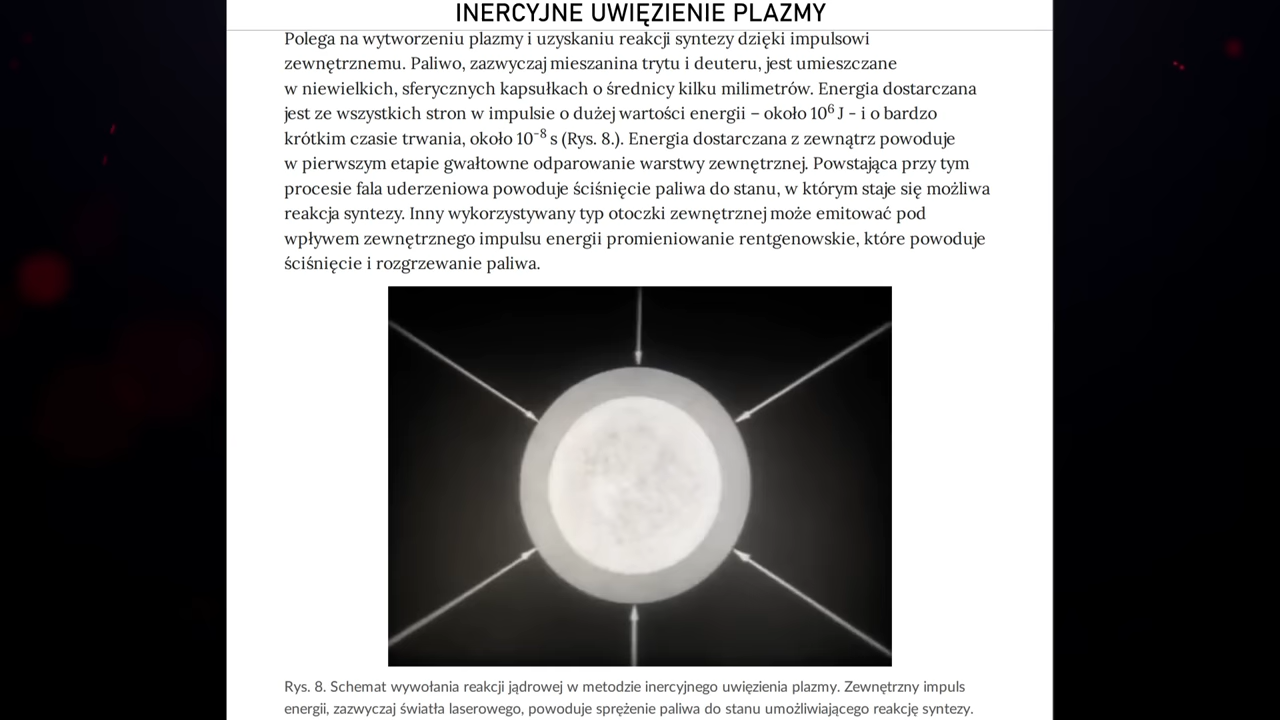 INERCYJNE UWIĘZIENIE PLAZMY
Polega na wytworzeniu plazmy i uzyskaniu reakcji syntezy dzięki impulsowi
zewnętrznemu. Paliwo, zazwyczaj mieszanina trytu i deuteru, jest umieszczane
w niewielkich, sferycznych kapsułkach o średnicy kilku milimetrów. Energia dostarczana
jest ze wszystkich stron w impulsie o dużej wartości energii – około 10⁶ J - i o bardzo
krótkim czasie trwania, około 10⁻⁸ s (Rys. 8.). Energia dostarczana z zewnątrz powoduje
w pierwszym etapie gwałtowne odparowanie warstwy zewnętrznej. Powstająca przy tym
procesie fala uderzeniowa powoduje ściśnięcie paliwa do stanu, w którym staje się możliwa
reakcja syntezy. Inny wykorzystywany typ otoczki zewnętrznej może emitować pod
wpływem zewnętrznego impulsu energii promieniowanie rentgenowskie, które powoduje
ściśnięcie i rozgrzewanie paliwa.
Rys. 8. Schemat wywołania reakcji jądrowej w metodzie inercyjnego uwięzienia plazmy. Zewnętrzny impuls
energii, zazwyczaj światła laserowego, powoduje sprężenie paliwa do stanu umożliwiającego reakcję syntezy.